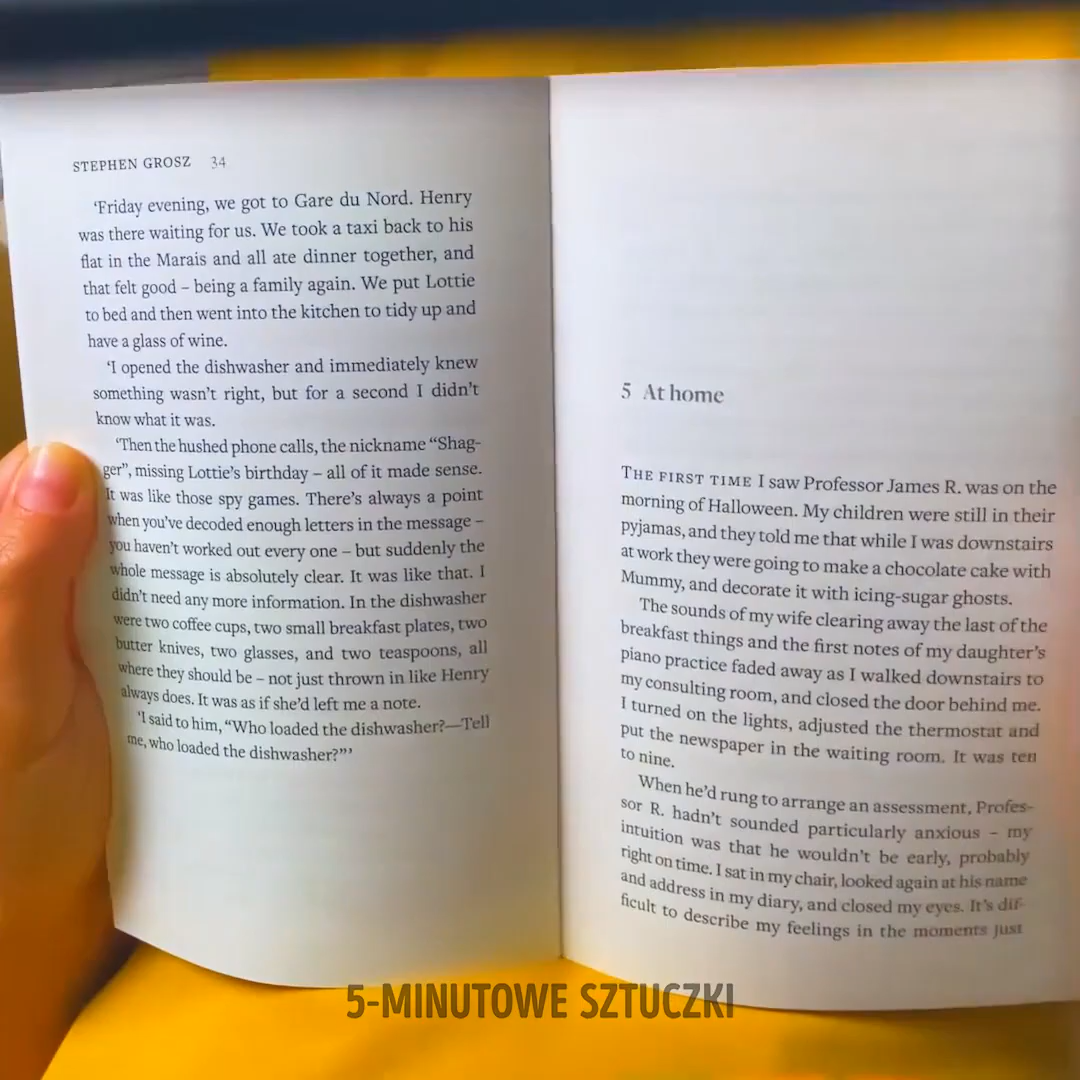 STEPHEN GROSZ 34
‘Friday evening, we got to Gare du Nord. Henry
was there waiting for us. We took a taxi back to his
flat in the Marais and all ate dinner together, and
that felt good – being a family again. We put Lottie
to bed and then went into the kitchen to tidy up and
have a glass of wine.
‘I opened the dishwasher and immediately knew
something wasn’t right, but for a second I didn’t
know what it was.
‘Then the hushed phone calls, the nickname “Shag-
ger”, missing Lottie’s birthday – all of it made sense.
It was like those spy games. There’s always a point
when you’ve decoded enough letters in the message –
you haven’t worked out every one – but suddenly the
whole message is absolutely clear. It was like that. I
didn’t need any more information. In the dishwasher
were two coffee cups, two small breakfast plates, two
butter knives, two glasses, and two teaspoons, all
where they should be – not just thrown in like Henry
always does. It was as if she’d left me a note.
‘I said to him, “Who loaded the dishwasher?—Tell
me, who loaded the dishwasher?”’
5 At home
THE FIRST TIME I saw Professor James R. was on the
morning of Halloween. My children were still in their
pyjamas, and they told me that while I was downstairs
at work they were going to make a chocolate cake with
Mummy, and decorate it with icing-sugar ghosts.
The sounds of my wife clearing away the last of the
breakfast things and the first notes of my daughter’s
piano practice faded away as I walked downstairs to
my consulting room, and closed the door behind me.
I turned on the lights, adjusted the thermostat and
put the newspaper in the waiting room. It was ten
to nine.
When he’d rung to arrange an assessment, Profes-
sor R. hadn’t sounded particularly anxious – my
intuition was that he wouldn’t be early, probably
right on time. I sat in my chair, looked again at his name
and address in my diary, and closed my eyes. It’s dif-
ficult to describe my feelings in the moments just
5-MINUTOWE SZTUCZKI